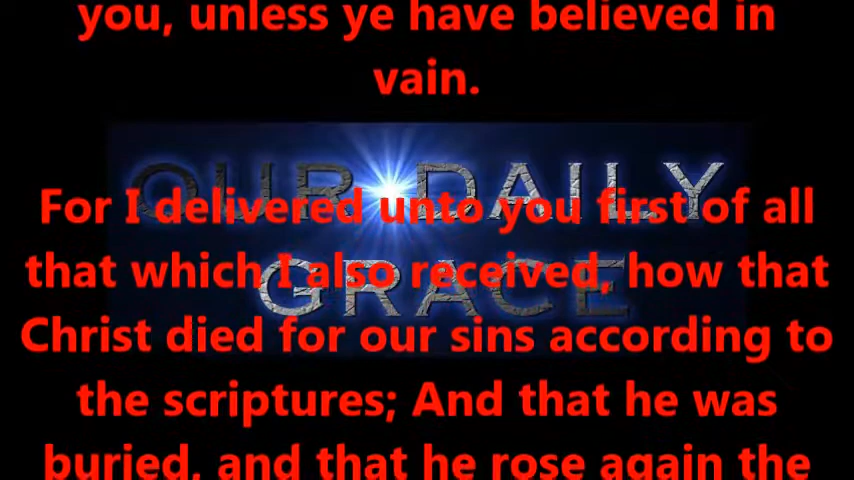 you, unless ye have believed in
vain.
OUR DAILY
For I delivered unto you first of all
that which I also received, how that
GRACE
Christ died for our sins according to
the scriptures; And that he was
buried, and that he rose again the